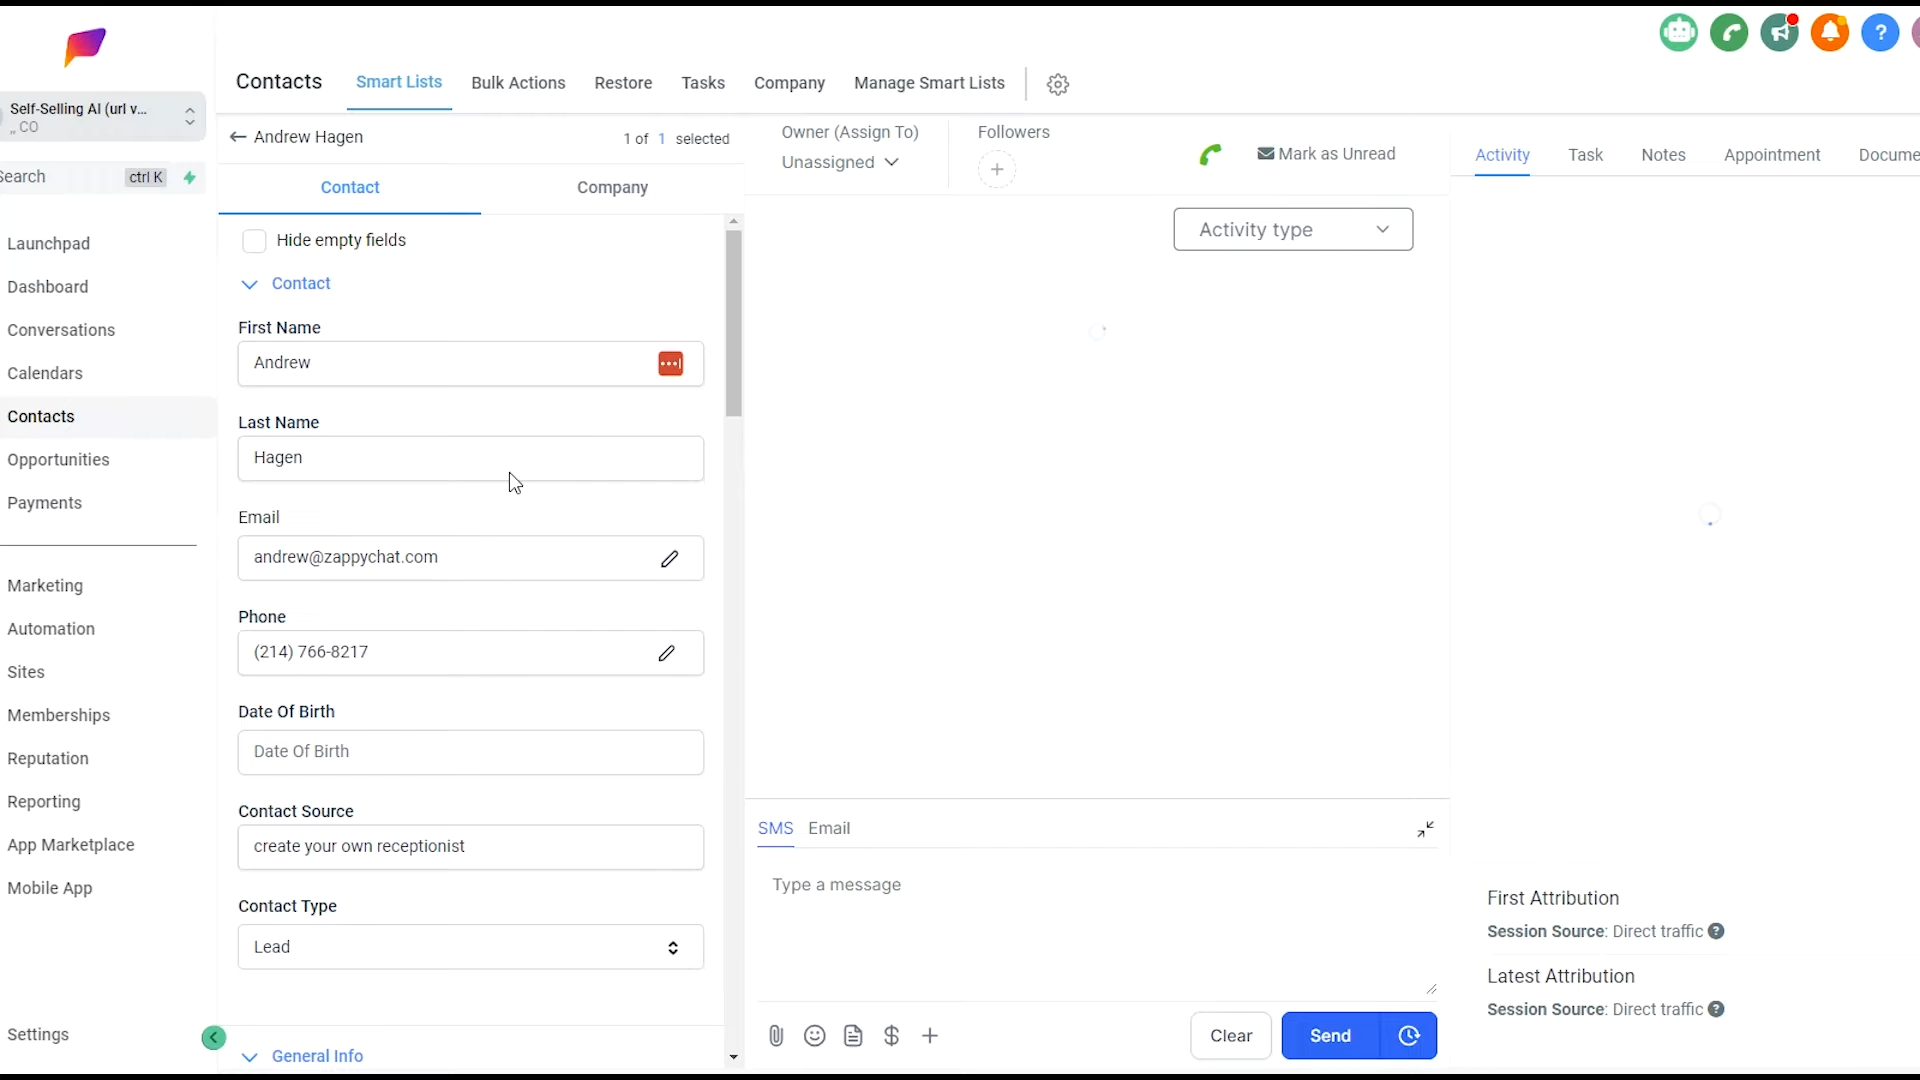 Contacts
Smart Lists
Bulk Actions
Restore
Tasks
Company
Manage Smart Lists
?
Self-Selling AI (url v...
CO
Search
ctrl K
Launchpad
Dashboard
Conversations
Calendars
Contacts
Opportunities
Payments
Marketing
Automation
Sites
Memberships
Reputation
Reporting
App Marketplace
Mobile App
Settings
Andrew Hagen
1 of 1 selected
Contact
Company
Hide empty fields
Contact
First Name
Andrew
Last Name
Hagen
Email
andrew@zappychat.com
Phone
(214) 766-8217
Date Of Birth
Date Of Birth
Contact Source
create your own receptionist
Contact Type
Lead
General Info
Owner (Assign To)
Unassigned
Followers
Mark as Unread
Activity type
SMS
Email
Type a message
Clear
Send
Activity
Task
Notes
Appointment
Docume
First Attribution
Session Source: Direct traffic ?
Latest Attribution
Session Source: Direct traffic ?